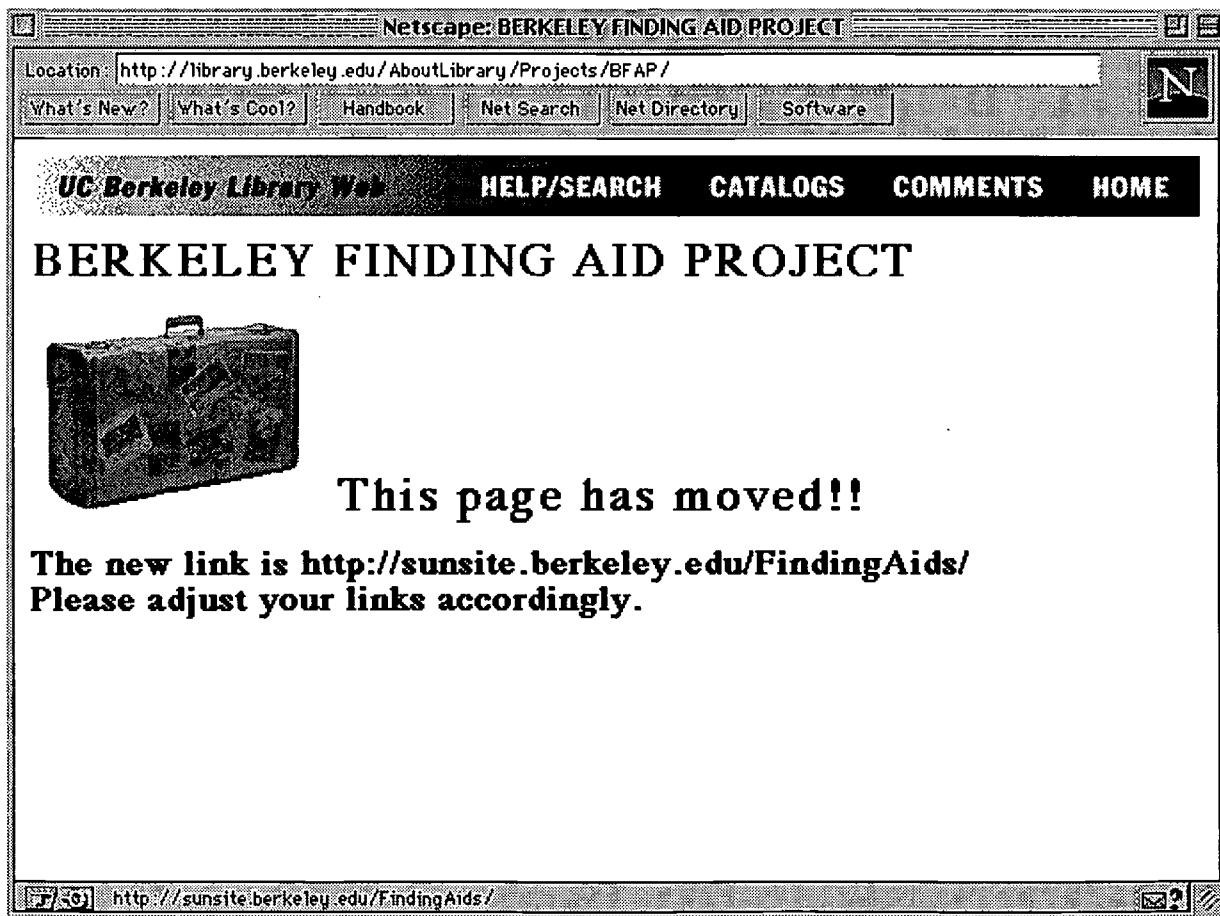 Netscape: BERKELEY FINDING AID PROJECT
Location: http://library.berkeley.edu/AboutLibrary/Projects/BFAP/
N
What's New? What's Cool? Handbook Net Search Net Directory Software
UC Berkeley Library Web HELP/SEARCH CATALOGS COMMENTS HOME
BERKELEY FINDING AID PROJECT
This page has moved!!
The new link is http://sunsite.berkeley.edu/FindingAids/
Please adjust your links accordingly.
http://sunsite.berkeley.edu/FindingAids/
?